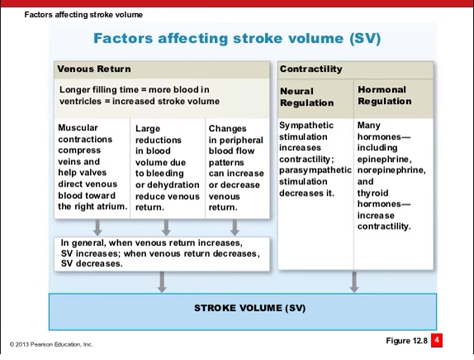 Factors affecting stroke volume
Factors affecting stroke volume (SV)
Venous Return
Longer filling time = more blood in
ventricles = increased stroke volume
Muscular
contractions
compress
veins and
help valves
direct venous
blood toward
the right atrium.
Large
reductions
in blood
volume due
to bleeding
or dehydration
reduce venous
return.
Changes
in peripheral
blood flow
patterns
can increase
or decrease
venous
return.
In general, when venous return increases,
SV increases; when venous return decreases,
SV decreases.
Contractility
Neural
Regulation
Sympathetic
stimulation
increases
contractility;
parasympathetic
stimulation
decreases it.
Hormonal
Regulation
Many
hormones—
including
epinephrine,
norepinephrine,
and
thyroid
hormones—
increase
contractility.
STROKE VOLUME (SV)
© 2013 Pearson Education, Inc.
Figure 12.8
4